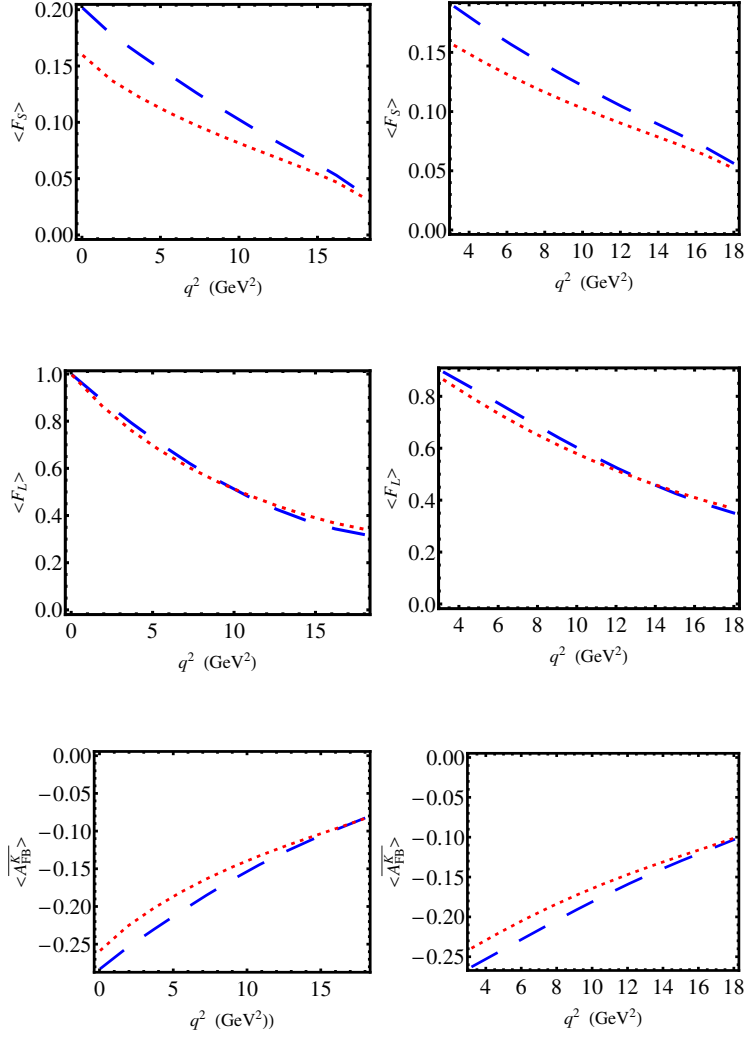 0.20
0.15
0.10
0.05
0.00
<F_S>
0 5 10 15
q^2 (GeV^2)
0.15
0.10
0.05
0.00
<F_S>
4 6 8 10 12 14 16 18
q^2 (GeV^2)
1.0
0.8
0.6
0.4
0.2
0.0
<F_L>
0 5 10 15
q^2 (GeV^2)
0.8
0.6
0.4
0.2
0.0
<F_L>
4 6 8 10 12 14 16 18
q^2 (GeV^2)
0.00
−0.05
−0.10
−0.15
−0.20
−0.25
<\overline{A_{FB}^K}>
0 5 10 15
q^2 (GeV^2))
0.00
−0.05
−0.10
−0.15
−0.20
−0.25
<\overline{A_{FB}^K}>
4 6 8 10 12 14 16 18
q^2 (GeV^2)